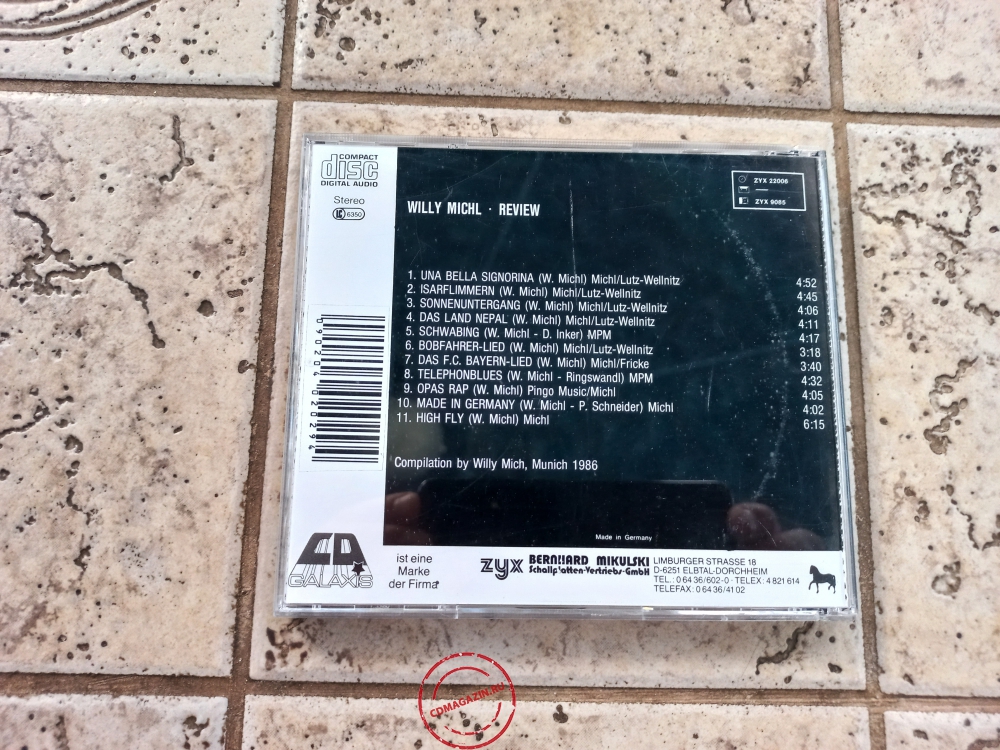 COMPACT
disc
DIGITAL AUDIO
Stereo
LC 6350
WILLY MICHL · REVIEW
ZYX 22006
ZYX 9085
1. UNA BELLA SIGNORINA (W. Michl) Michl/Lutz-Wellnitz 4:52
2. ISARFLIMMERN (W. Michl) Michl/Lutz-Wellnitz 4:45
3. SONNENUNTERGANG (W. Michl) Michl/Lutz-Wellnitz 4:06
4. DAS LAND NEPAL (W. Michl) Michl/Lutz-Wellnitz 4:11
5. SCHWABING (W. Michl - D. Inker) MPM 4:17
6. BOBFAHRER-LIED (W. Michl) Michl/Lutz-Wellnitz 3:18
7. DAS F.C. BAYERN-LIED (W. Michl) Michl/Fricke 3:40
8. TELEPHONBLUES (W. Michl - Ringswandl) MPM 4:32
9. OPAS RAP (W. Michl) Pingo Music/Michl 4:05
10. MADE IN GERMANY (W. Michl - P. Schneider) Michl 4:02
11. HIGH FLY (W. Michl) Michl 6:15
Compilation by Willy Mich, Munich 1986
090204020294
Made in Germany
CD
GALAXIS
ist eine
Marke
der Firma
zyx BERNHARD MIKULSKI
Schallplatten-Vertriebs-GmbH
LIMBURGER STRASSE 18
D-6251 ELBTAL-DORCHHEIM
TEL.: 0 64 36/602-0 · TELEX: 4 821 614
TELEFAX: 0 64 36/41 02
CDMAGAZIN.RU